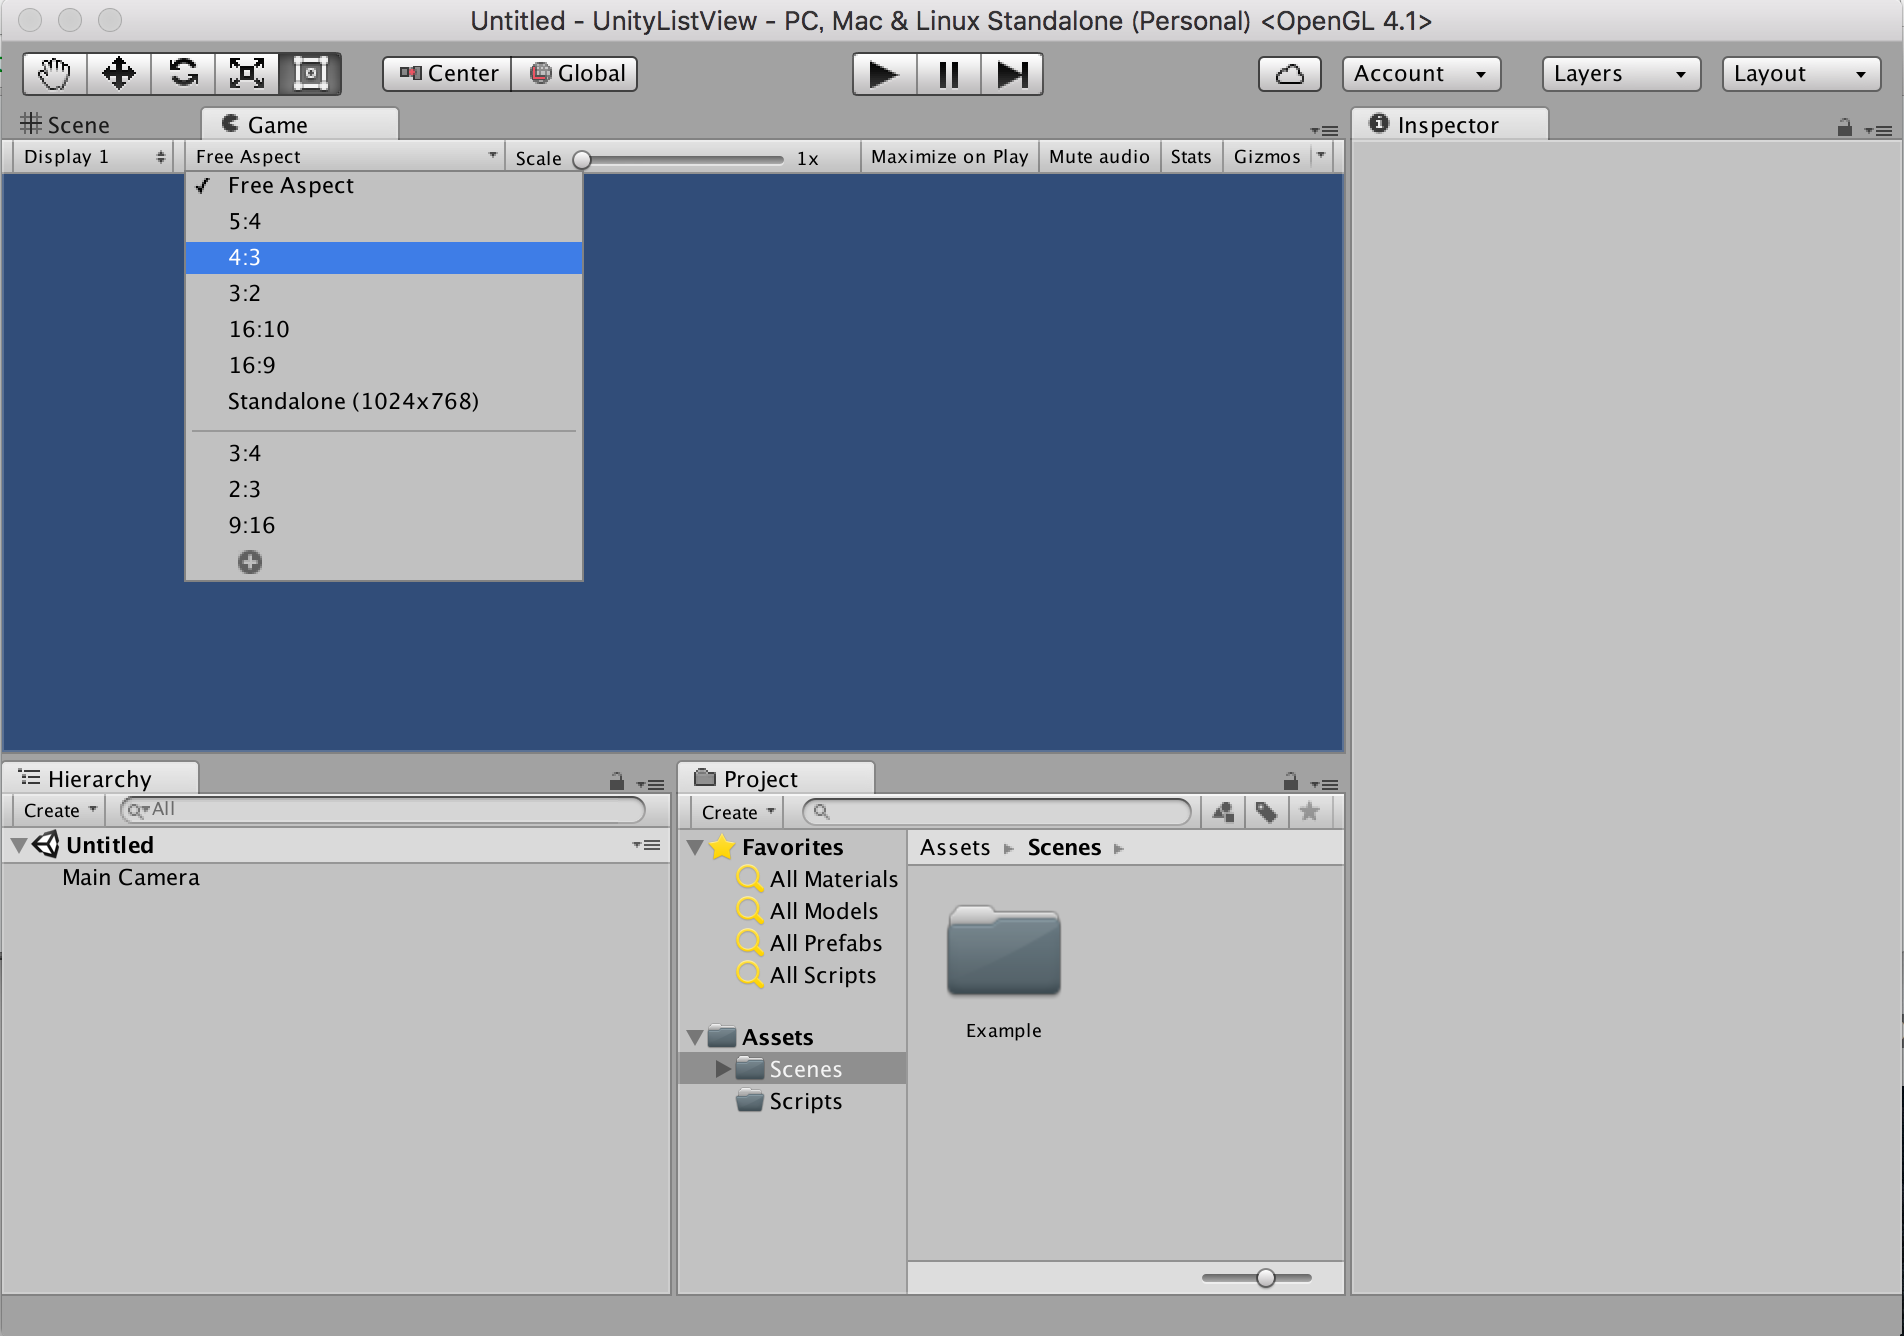 Untitled - UnityListView - PC, Mac & Linux Standalone (Personal) <OpenGL 4.1>
Center Global Account Layers Layout
Scene Game Inspector
Display 1 Free Aspect Scale 1x Maximize on Play Mute audio Stats Gizmos
Free Aspect
5:4
4:3
3:2
16:10
16:9
Standalone (1024x768)
3:4
2:3
9:16
Hierarchy
Create All
Untitled
Main Camera
Project
Create
Favorites
All Materials
All Models
All Prefabs
All Scripts
Assets
Scenes
Scripts
Assets Scenes
Example